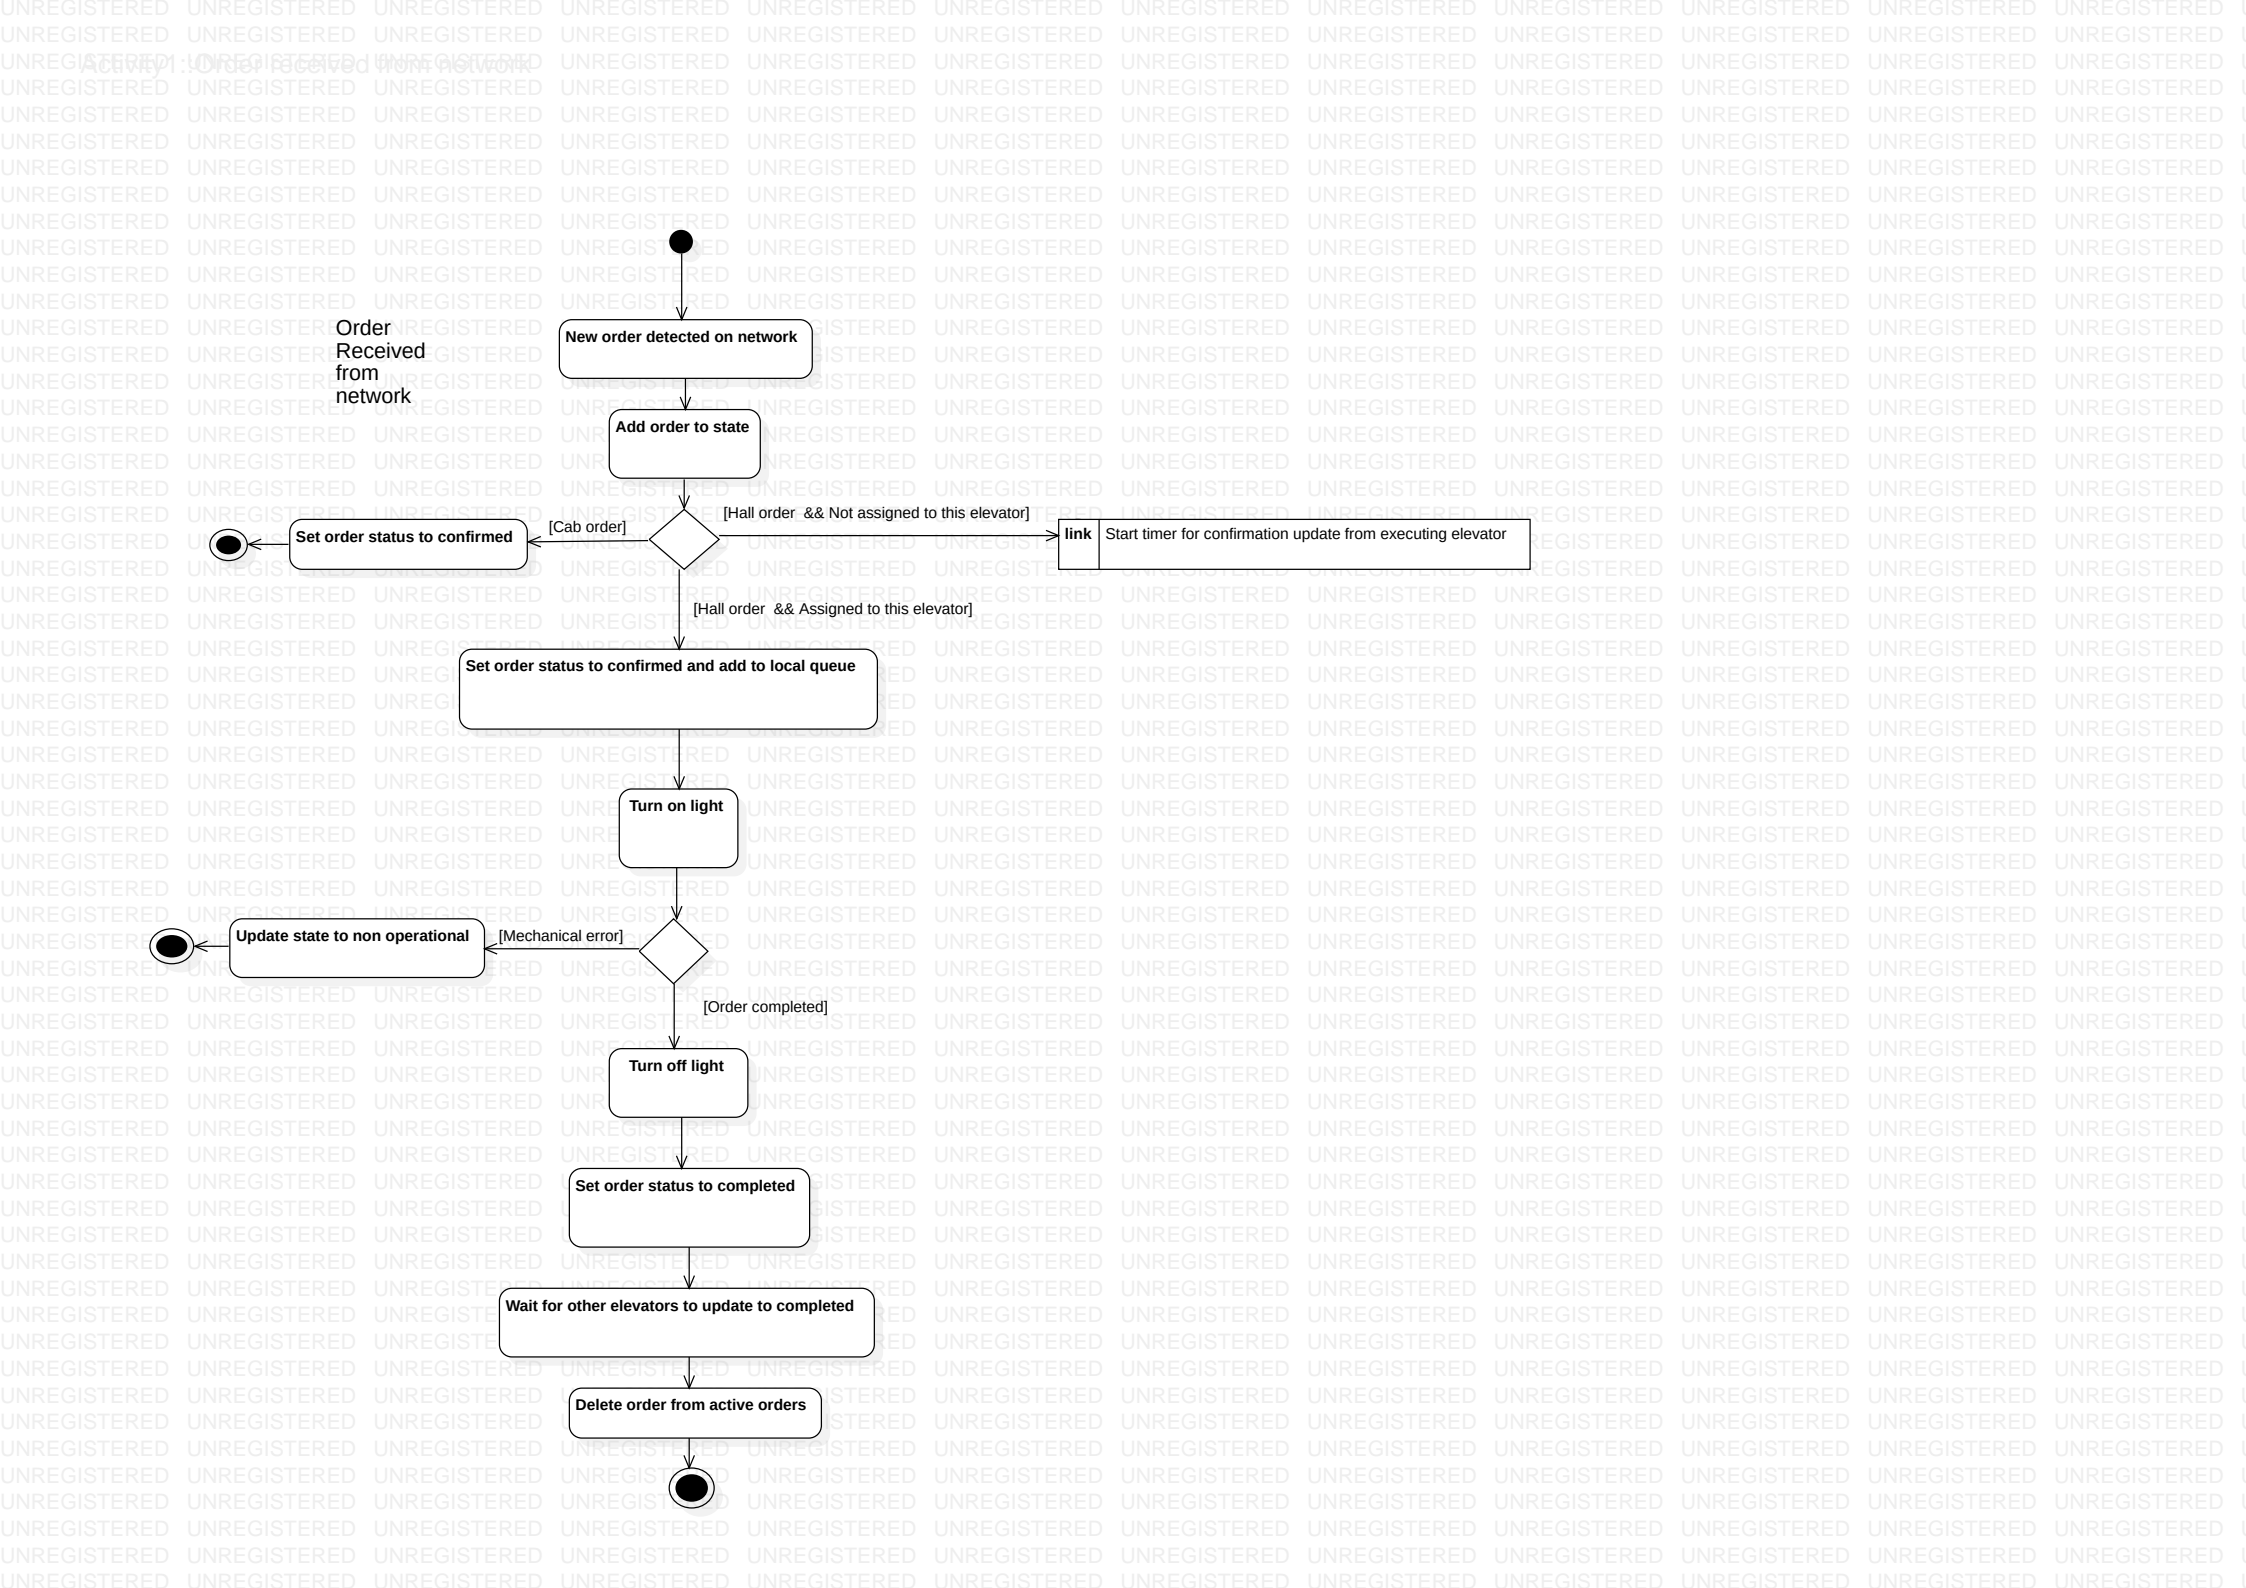 Activity1::Order received from network
Order
Received
from
network
New order detected on network
Add order to state
[Cab order]
[Hall order  && Not assigned to this elevator]
Set order status to confirmed
link
Start timer for confirmation update from executing elevator
[Hall order  && Assigned to this elevator]
Set order status to confirmed and add to local queue
Turn on light
Update state to non operational
[Mechanical error]
[Order completed]
Turn off light
Set order status to completed
Wait for other elevators to update to completed
Delete order from active orders
UNREGISTERED